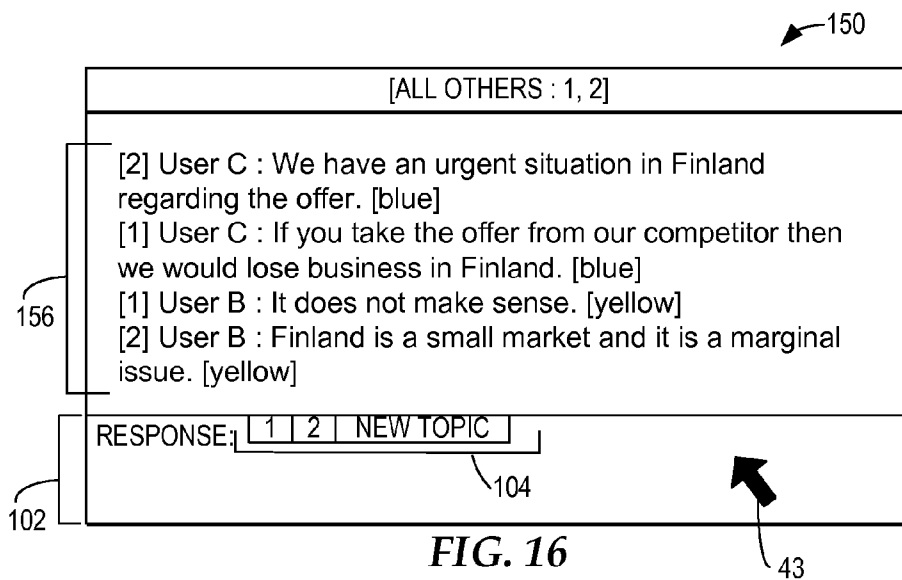 150
[ALL OTHERS : 1, 2]
[2] User C : We have an urgent situation in Finland
regarding the offer. [blue]
[1] User C : If you take the offer from our competitor then
we would lose business in Finland. [blue]
[1] User B : It does not make sense. [yellow]
[2] User B : Finland is a small market and it is a marginal
issue. [yellow]
156
RESPONSE: 1 2 NEW TOPIC
104
102
FIG. 16
43